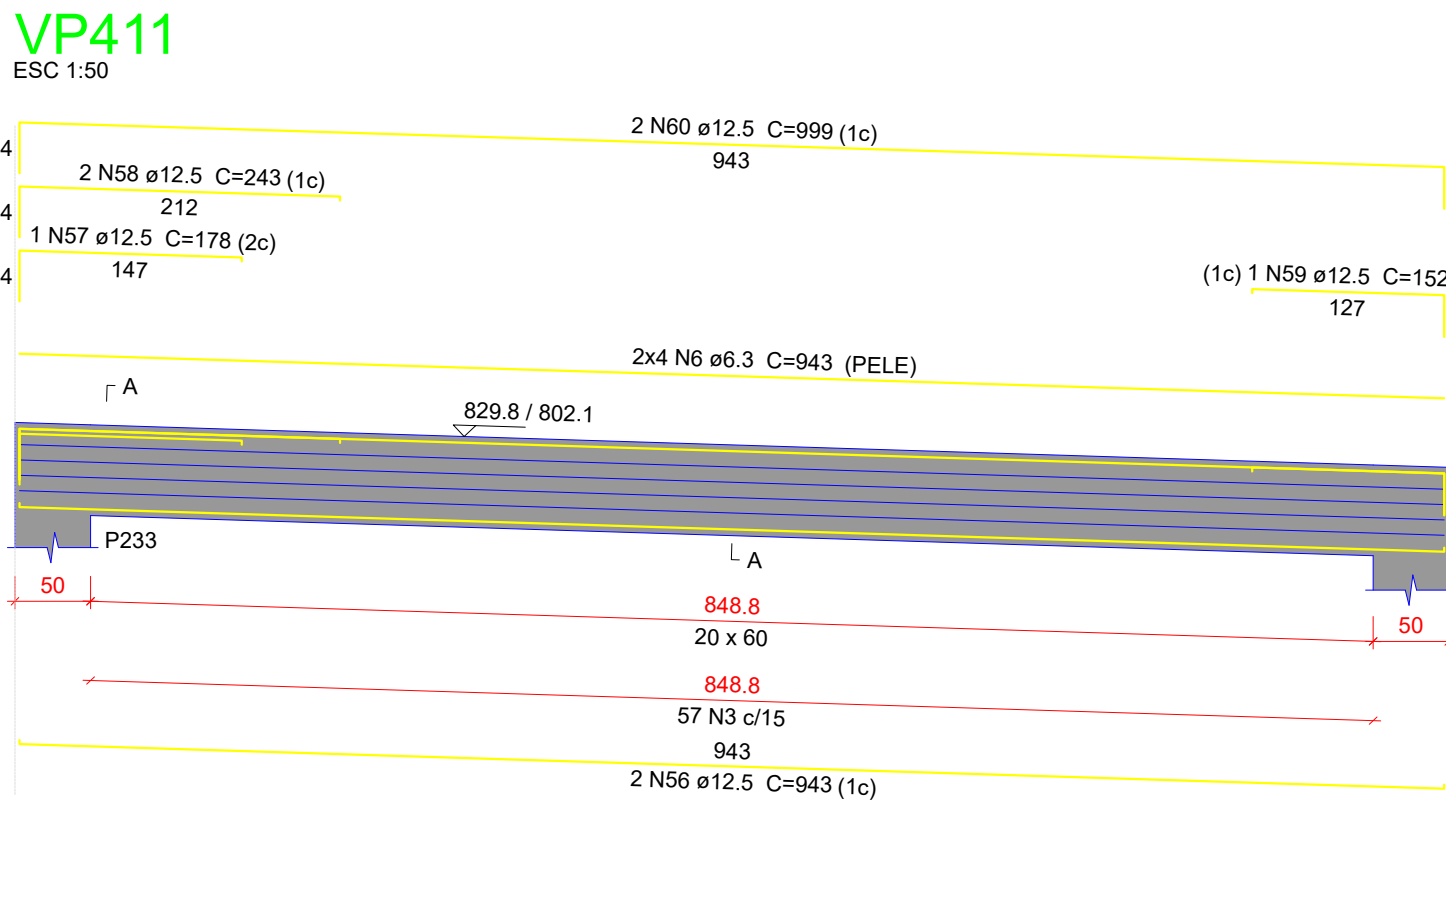 VP411
ESC 1:50
2 N60 ø12.5 C=999 (1c)
943
4
2 N58 ø12.5 C=243 (1c)
212
4
1 N57 ø12.5 C=178 (2c)
147
4
(1c) 1 N59 ø12.5 C=152
127
2x4 N6 ø6.3 C=943 (PELE)
A
829.8 / 802.1
P233
A
50
848.8
50
20 x 60
848.8
57 N3 c/15
943
2 N56 ø12.5 C=943 (1c)